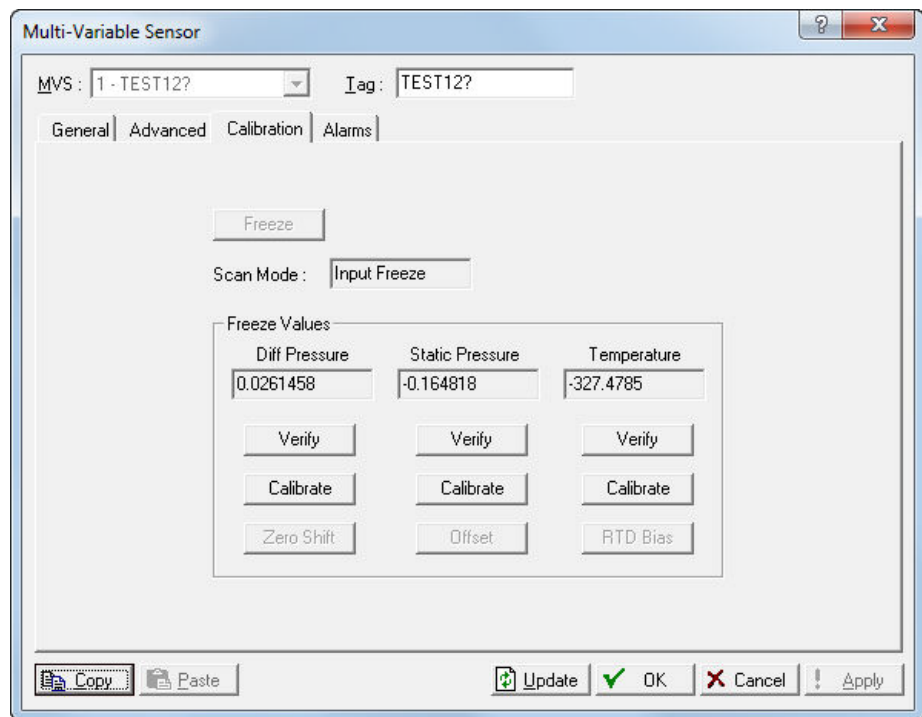 Multi-Variable Sensor
MVS : 1 - TEST12? Tag : TEST12?
General Advanced Calibration Alarms
Freeze
Scan Mode : Input Freeze
Freeze Values
Diff Pressure Static Pressure Temperature
0.0261458 -0.164818 -327.4785
Verify Verify Verify
Calibrate Calibrate Calibrate
Zero Shift Offset RTD Bias
Copy Paste Update OK Cancel Apply